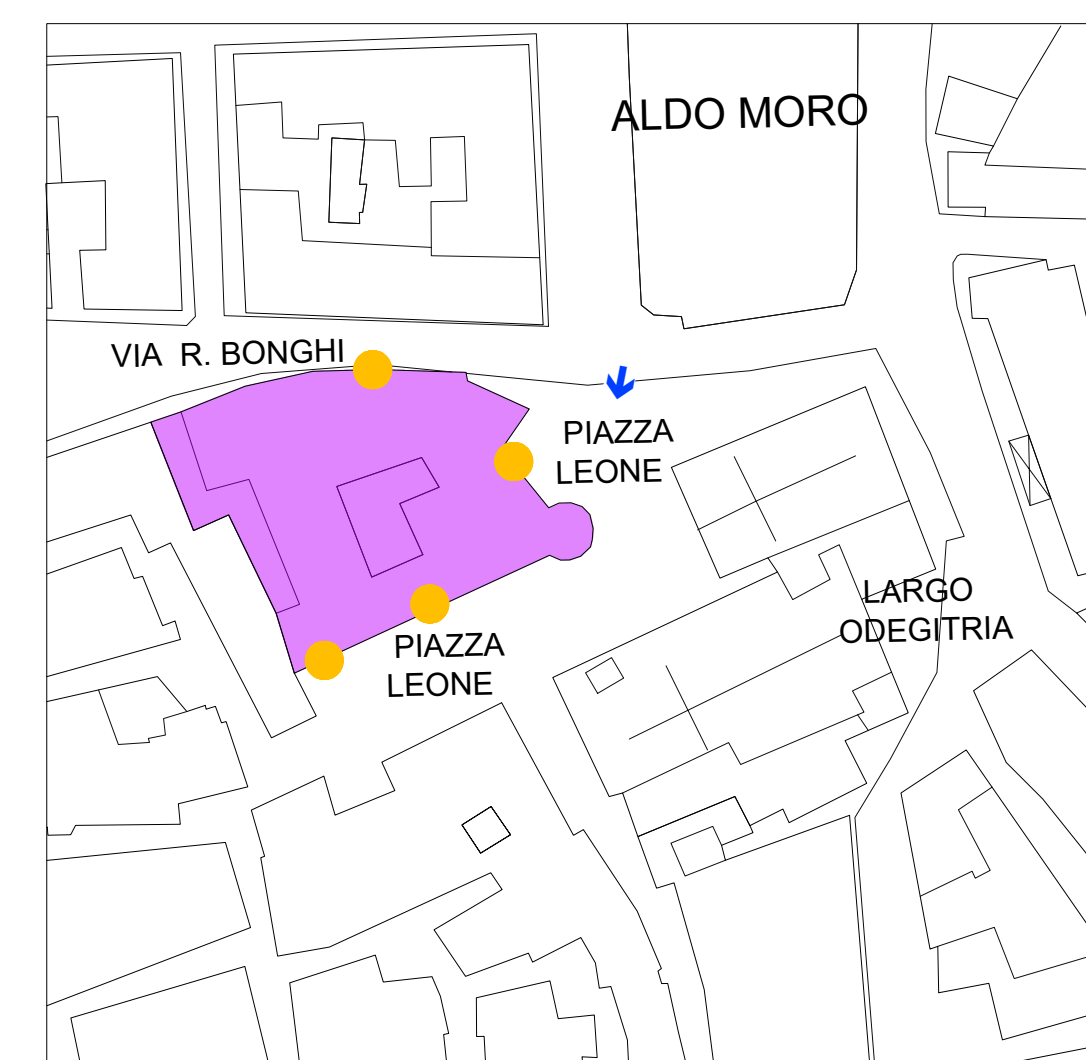 ALDO MORO
VIA R. BONGHI
PIAZZA
LEONE
LARGO
ODEGITRIA
PIAZZA
LEONE